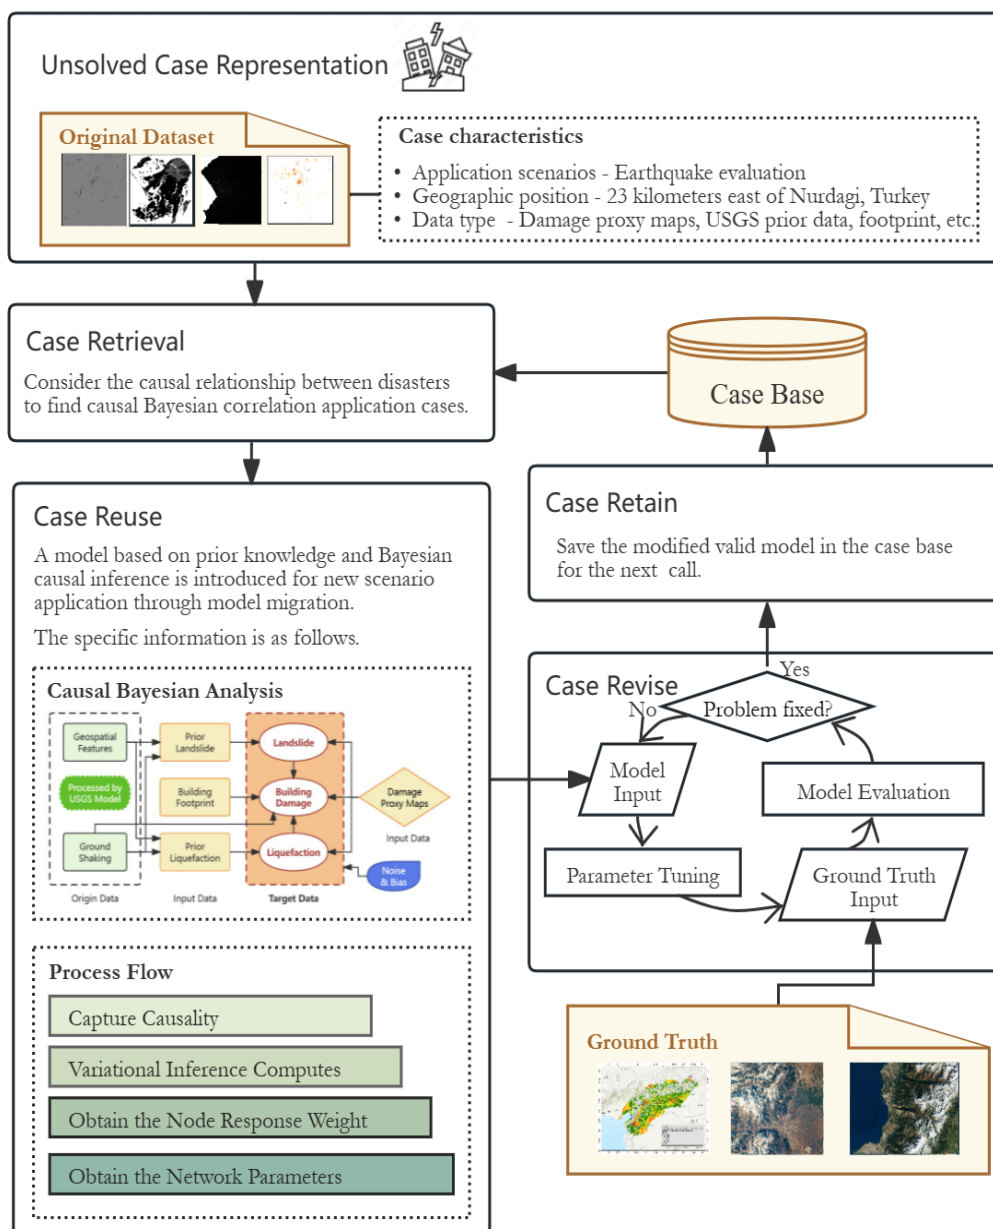 Unsolved Case Representation
Original Dataset
Case characteristics
• Application scenarios - Earthquake evaluation
• Geographic position - 23 kilometers east of Nurdagi, Turkey
• Data type - Damage proxy maps, USGS prior data, footprint, etc.
Case Retrieval
Consider the causal relationship between disasters
to find causal Bayesian correlation application cases.
Case Base
Case Reuse
A model based on prior knowledge and Bayesian
causal inference is introduced for new scenario
application through model migration.
The specific information is as follows.
Causal Bayesian Analysis
Geospatial
Features
Prior
Landslide
Landslide
Processed by
USGS Model
Building
Footprint
Building
Damage
Damage
Proxy Maps
Input Data
Ground
Shaking
Prior
Liquefaction
Liquefaction
Noise
& Bias
Origin Data
Input Data
Target Data
Process Flow
Capture Causality
Variational Inference Computes
Obtain the Node Response Weight
Obtain the Network Parameters
Case Retain
Save the modified valid model in the case base
for the next call.
Case Revise
Yes
No
Problem fixed?
Model
Input
Model Evaluation
Parameter Tuning
Ground Truth
Input
Ground Truth